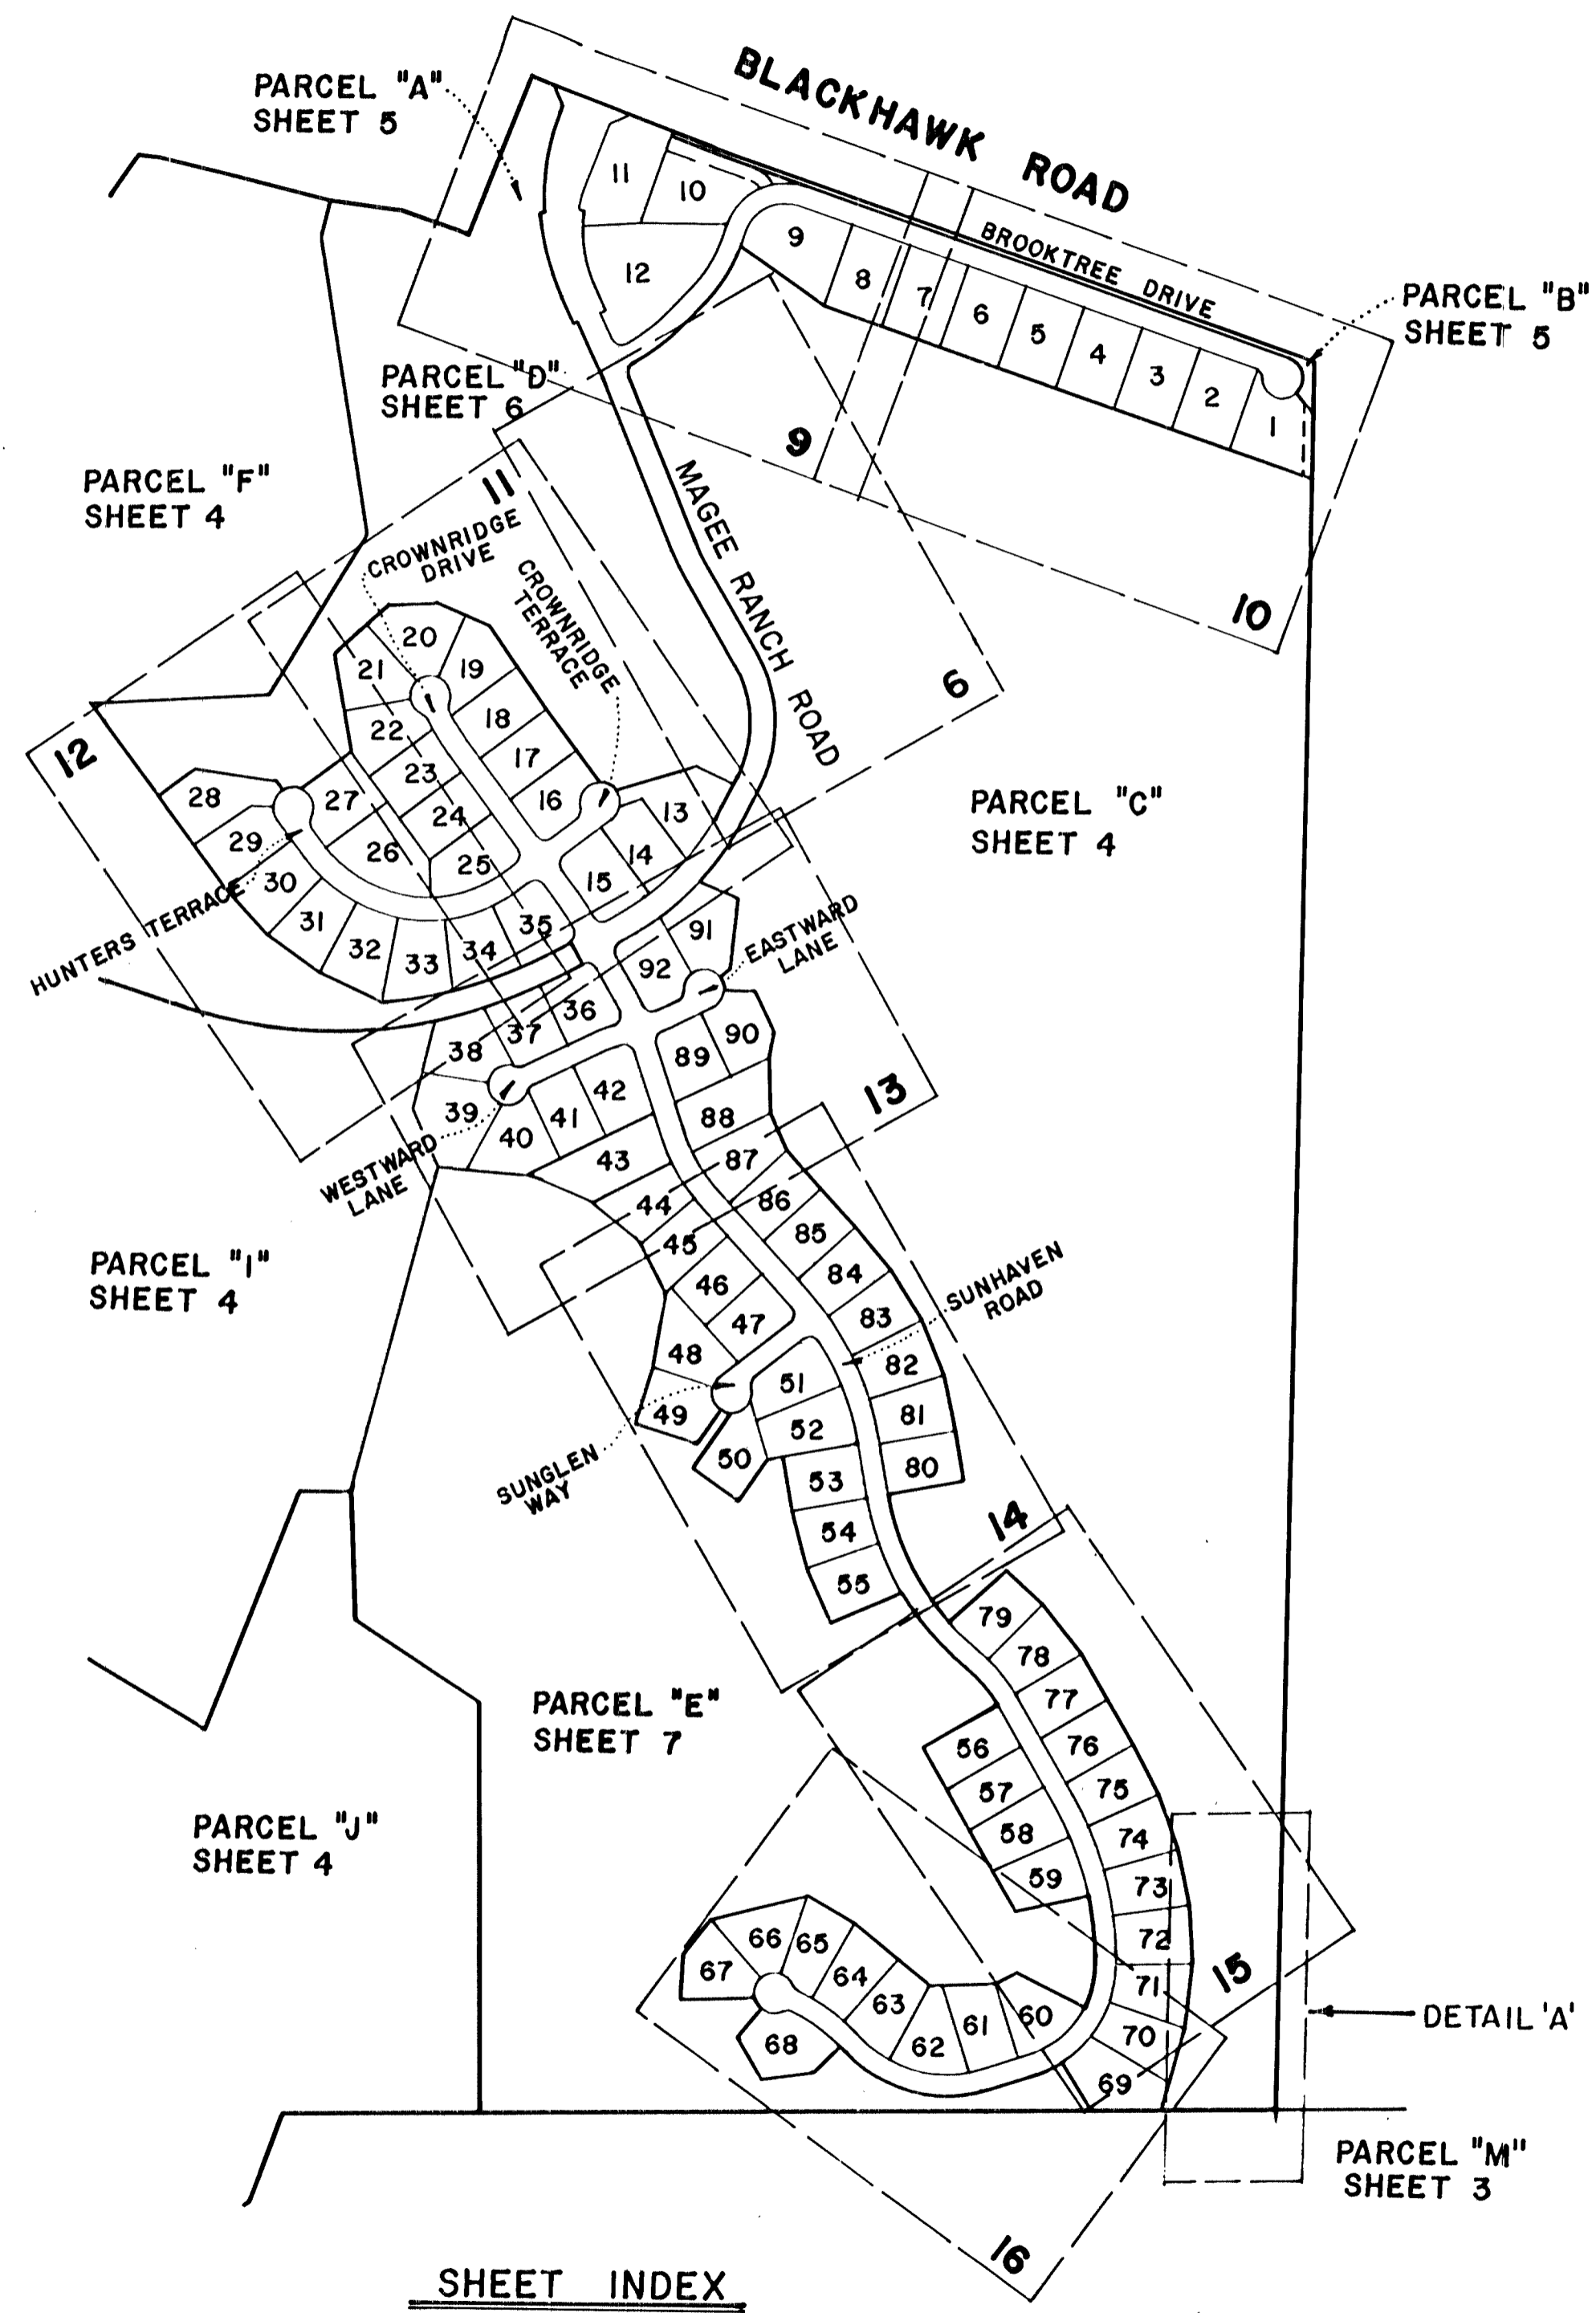 BLACKHAWK ROAD
PARCEL "A"
SHEET 5
11
10
12
9
8
7
6
5
4
3
2
1
BROOKTREE DRIVE
PARCEL "B"
SHEET 5
PARCEL "D"
SHEET 6
9
10
PARCEL "F"
SHEET 4
11
CROWNRIDGE
DRIVE
CROWNRIDGE
TERRACE
MAGEE RANCH ROAD
6
12
20
21
19
22
18
23
17
24
16
25
13
14
15
28
27
29
26
30
31
32
33
34
35
HUNTERS TERRACE
PARCEL "C"
SHEET 4
91
92
EASTWARD
LANE
36
37
38
39
40
41
42
43
44
45
46
47
48
49
50
51
52
53
54
55
90
89
88
87
86
85
84
83
82
81
80
13
WESTWARD
LANE
PARCEL "I"
SHEET 4
SUNHAVEN
ROAD
SUNGLEN
WAY
14
79
78
77
76
75
74
73
72
71
70
69
56
57
58
59
60
61
62
63
64
65
66
67
68
PARCEL "E"
SHEET 7
PARCEL "J"
SHEET 4
15
DETAIL 'A'
PARCEL "M"
SHEET 3
16
SHEET INDEX